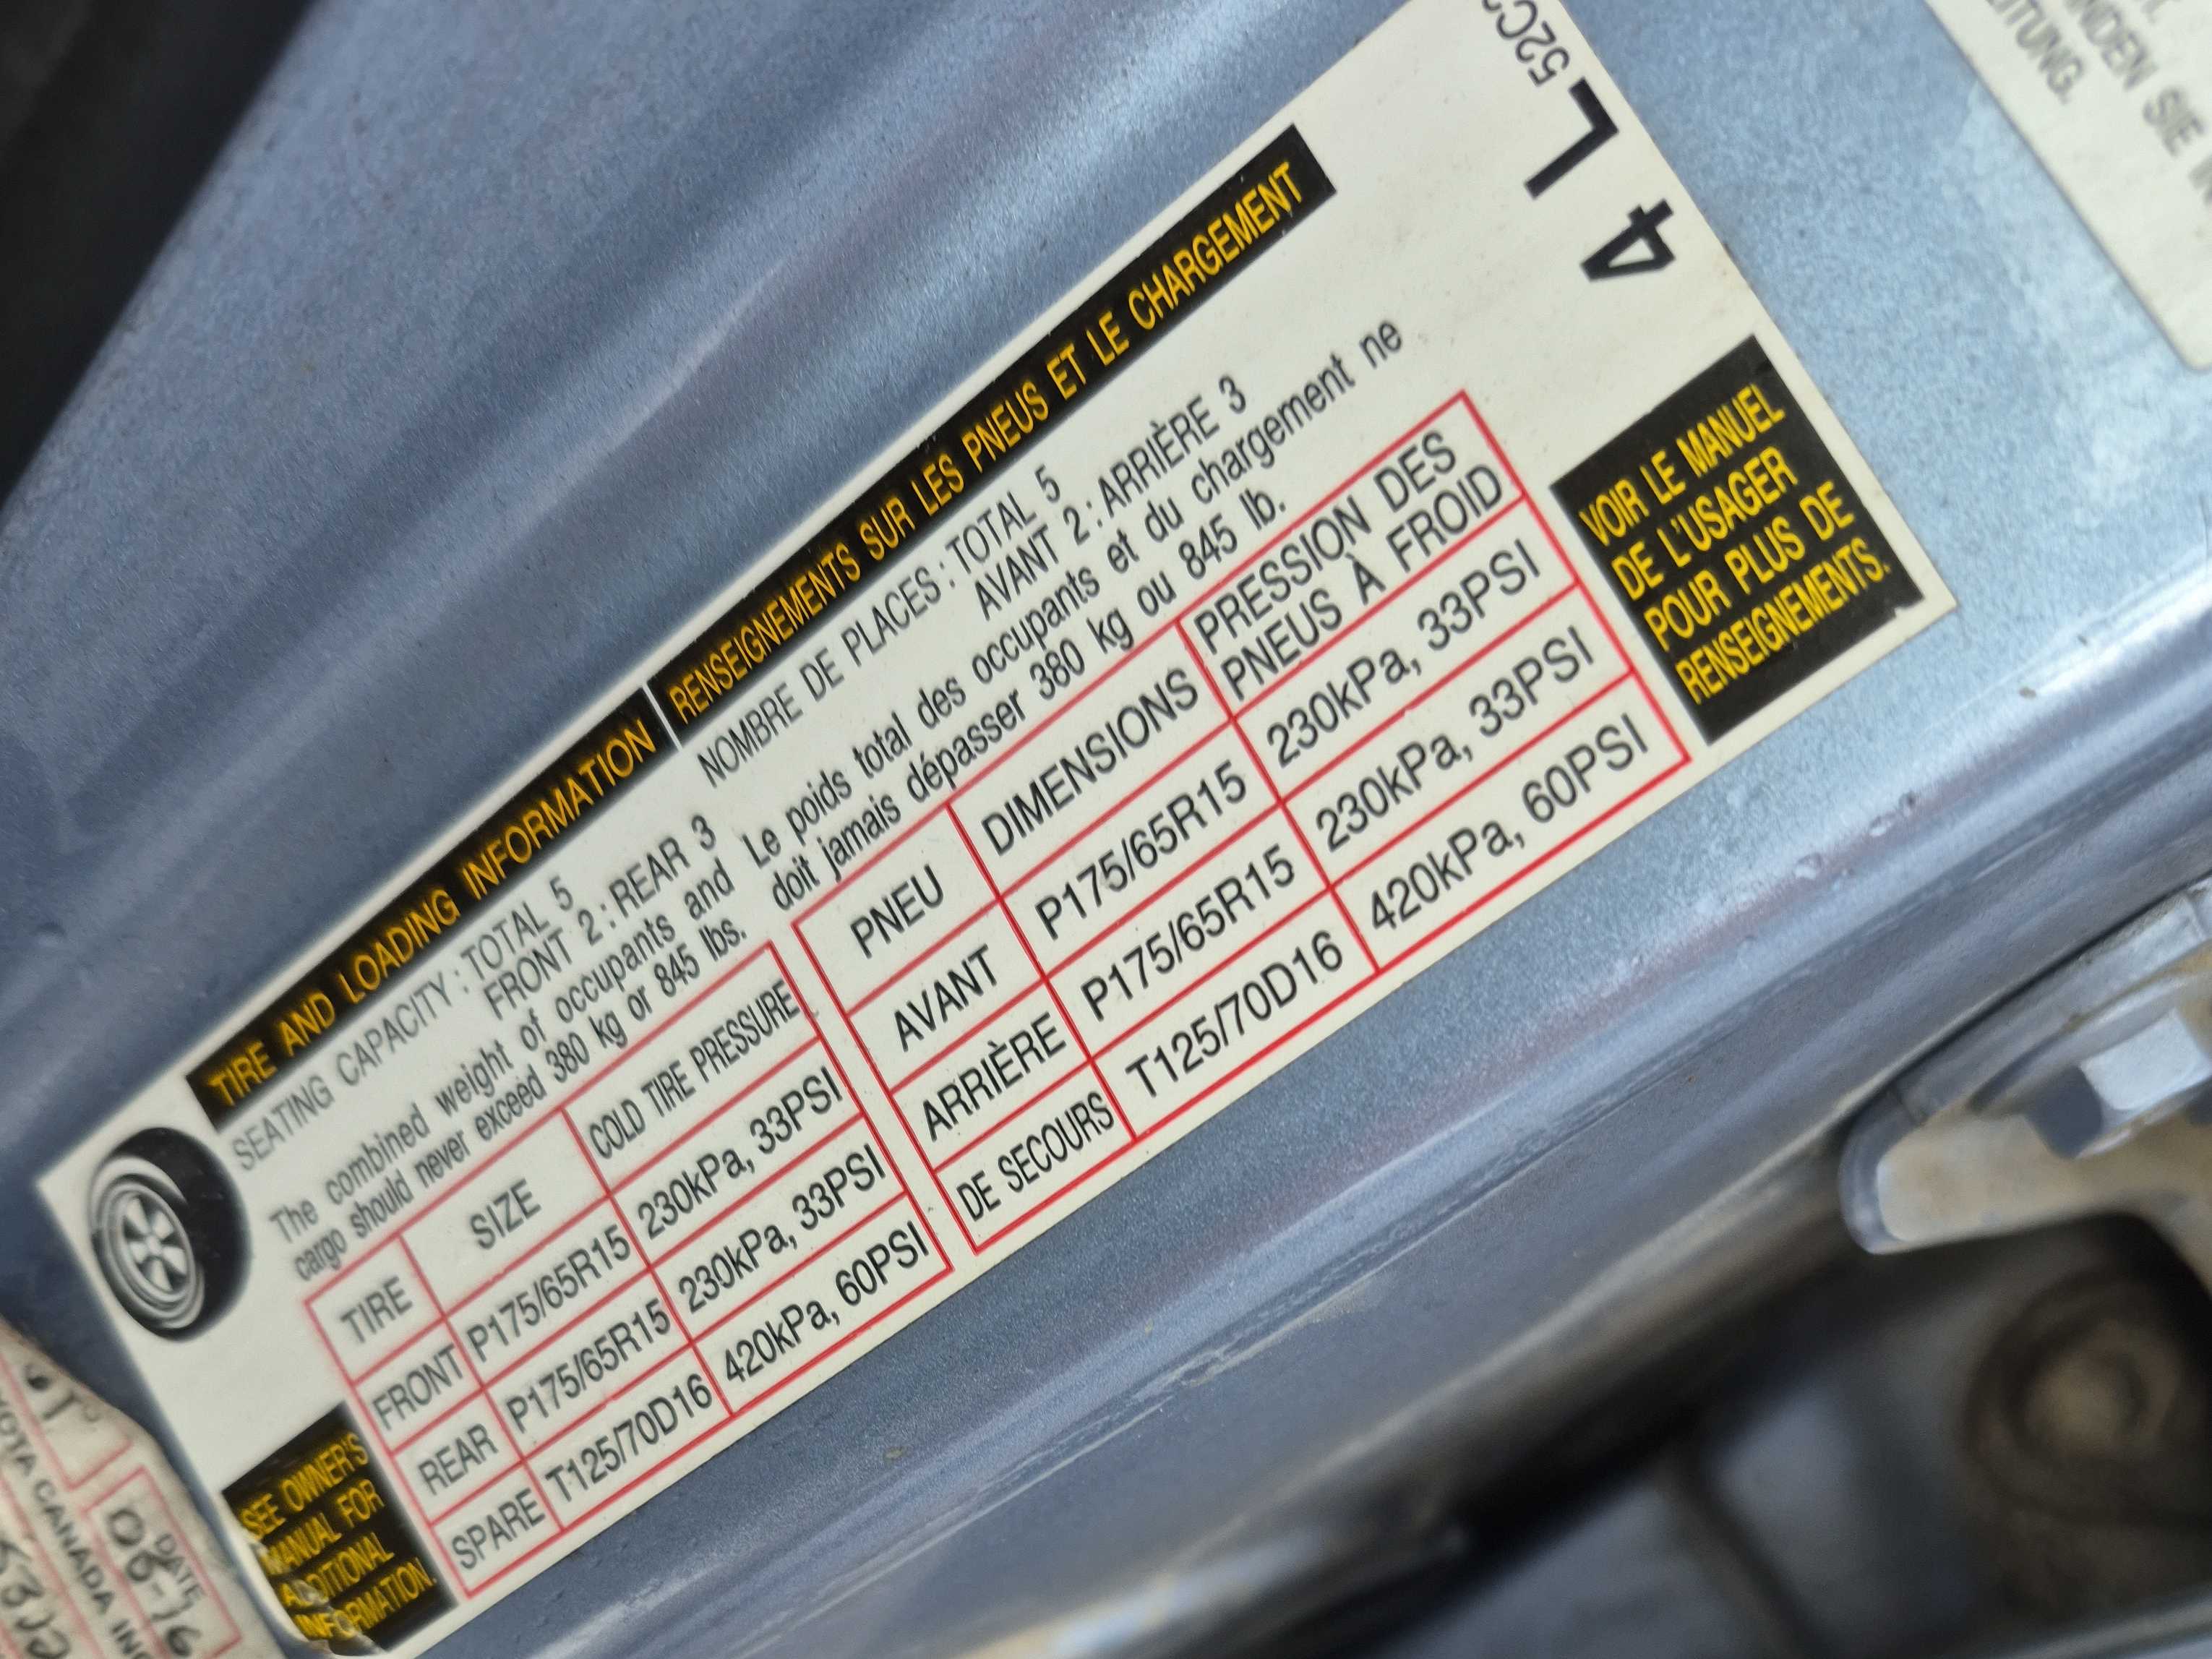 TIRE AND LOADING INFORMATION
RENSEIGNEMENTS SUR LES PNEUS ET LE CHARGEMENT
SEATING CAPACITY : TOTAL 5
FRONT 2 : REAR 3
The combined weight of occupants and
cargo should never exceed 380 kg or 845 lbs.
NOMBRE DE PLACES : TOTAL 5
AVANT 2 : ARRIÈRE 3
Le poids total des occupants et du chargement ne
doit jamais dépasser 380 kg ou 845 lb.
TIRE SIZE COLD TIRE PRESSURE
FRONT P175/65R15 230kPa, 33PSI
REAR P175/65R15 230kPa, 33PSI
SPARE T125/70D16 420kPa, 60PSI
PNEU DIMENSIONS PRESSION DES
PNEUS À FROID
AVANT P175/65R15 230kPa, 33PSI
ARRIÈRE P175/65R15 230kPa, 33PSI
DE SECOURS T125/70D16 420kPa, 60PSI
SEE OWNER'S
MANUAL FOR
ADDITIONAL
INFORMATION.
VOIR LE MANUEL
DE L'USAGER
POUR PLUS DE
RENSEIGNEMENTS.
4 L
CANADA
DATE
08-16
SIE